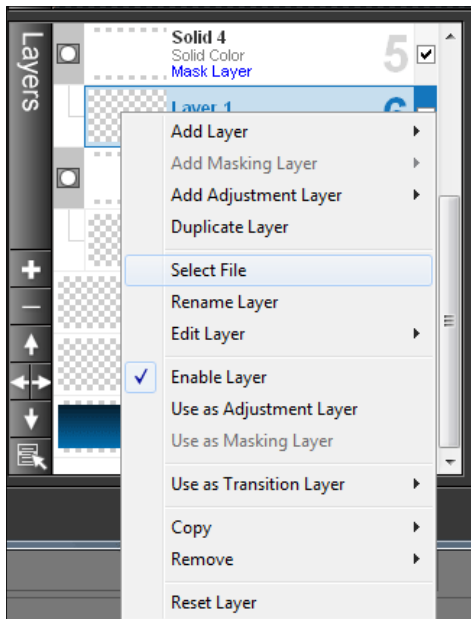 Layers
Solid 4
Solid Color
Mask Layer
5
Layer 1
6
Add Layer
Add Masking Layer
Add Adjustment Layer
Duplicate Layer
Select File
Rename Layer
Edit Layer
Enable Layer
Use as Adjustment Layer
Use as Masking Layer
Use as Transition Layer
Copy
Remove
Reset Layer